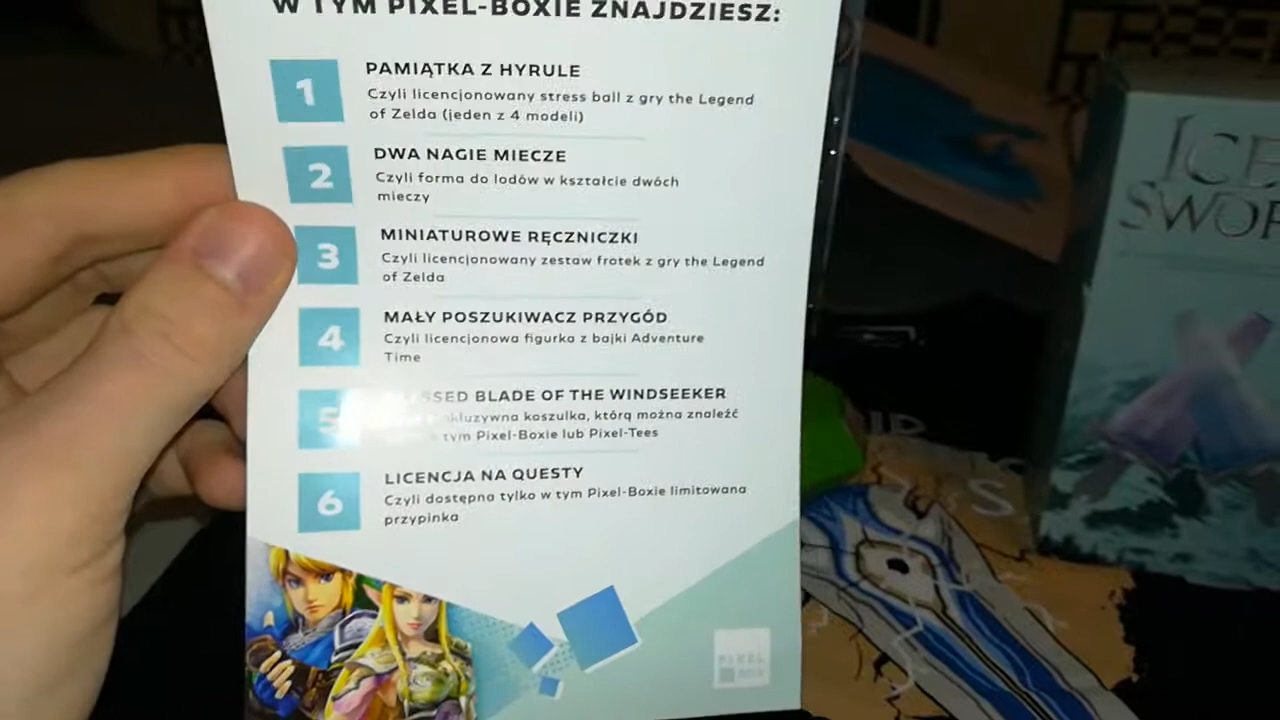 W TYM PIXEL-BOXIE ZNAJDZIESZ:
1
PAMIĄTKA Z HYRULE
Czyli licencjonowany stress ball z gry the Legend
of Zelda (jeden z 4 modeli)
2
DWA NAGIE MIECZE
Czyli forma do lodów w kształcie dwóch
mieczy
3
MINIATUROWE RĘCZNICZKI
Czyli licencjonowany zestaw frotek z gry the Legend
of Zelda
4
MAŁY POSZUKIWACZ PRZYGÓD
Czyli licencjonowa figurka z bajki Adventure
Time
5
BLADE OF THE WINDSEEKER
koszulka, którą można znaleźć
tym Pixel-Boxie lub Pixel-Tees
6
LICENCJA NA QUESTY
Czyli dostępna tylko w tym Pixel-Boxie limitowana
przypinka
PIXEL
BOX
ICE